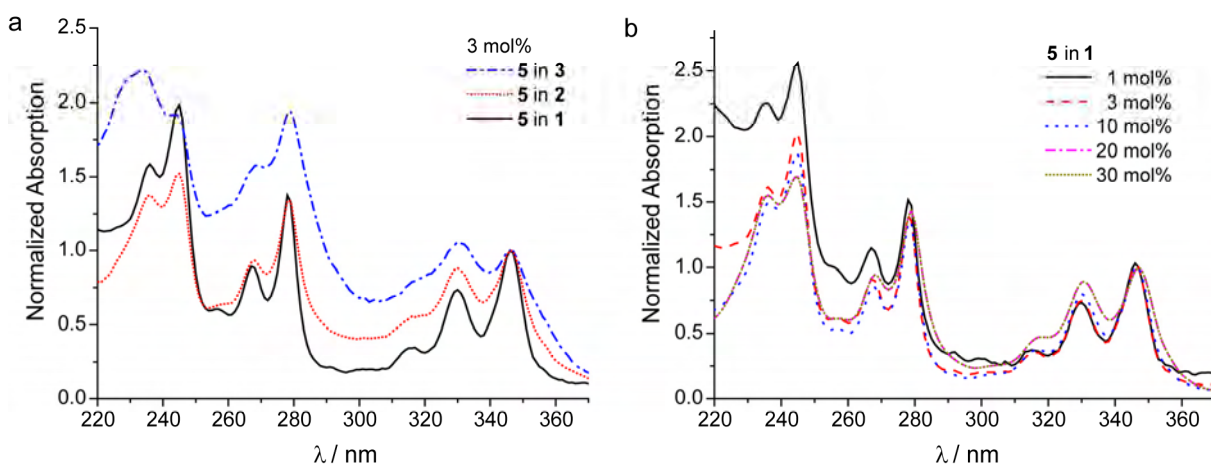 a
3 mol%
5 in 3
5 in 2
5 in 1
Normalized Absorption
2.5
2.0
1.5
1.0
0.5
0.0
220 240 260 280 300 320 340 360
λ / nm
b
5 in 1
1 mol%
3 mol%
10 mol%
20 mol%
30 mol%
Normalized Absorption
2.5
2.0
1.5
1.0
0.5
0.0
220 240 260 280 300 320 340 360
λ / nm